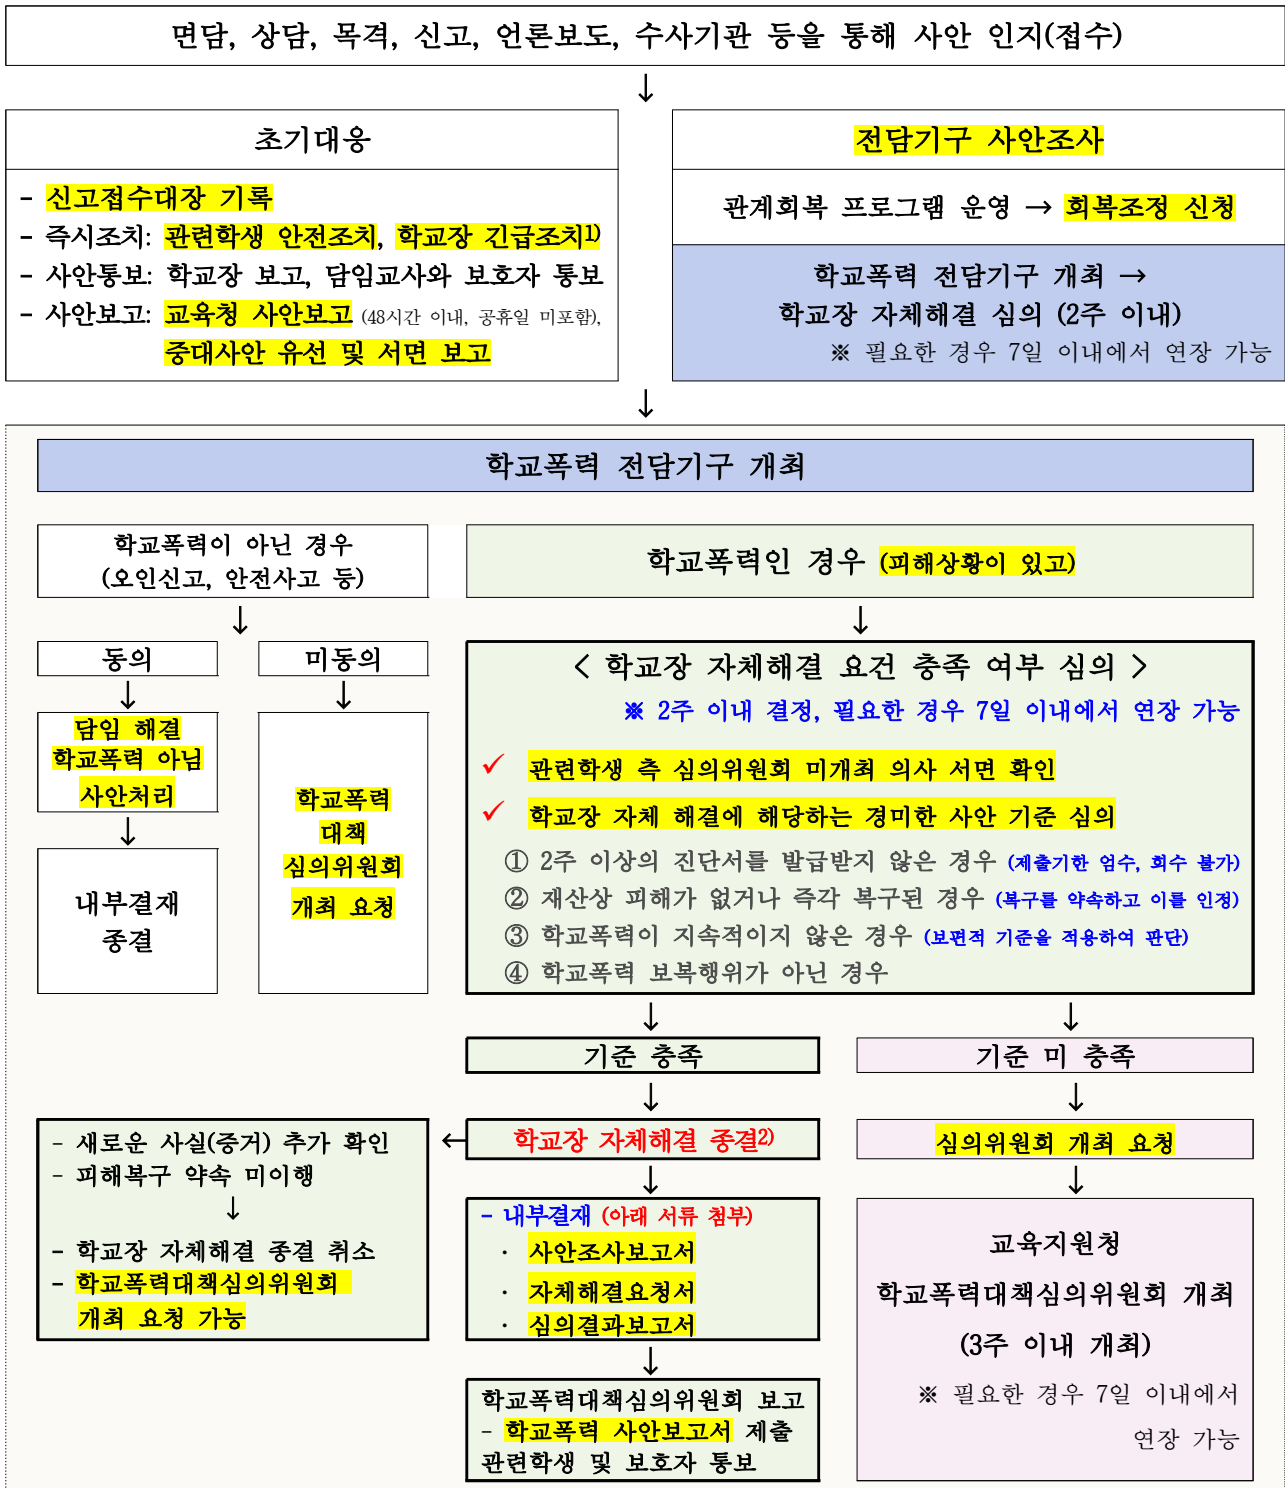 면담, 상담, 목격, 신고, 언론보도, 수사기관 등을 통해 사안 인지(접수)
↓
초기대응
- 신고접수대장 기록
- 즉시조치: 관련학생 안전조치, 학교장 긴급조치1)
- 사안통보: 학교장 보고, 담임교사와 보호자 통보
- 사안보고: 교육청 사안보고 (48시간 이내, 공휴일 미포함),
중대사안 유선 및 서면 보고
전담기구 사안조사
관계회복 프로그램 운영 → 회복조정 신청
학교폭력 전담기구 개최 →
학교장 자체해결 심의 (2주 이내)
※ 필요한 경우 7일 이내에서 연장 가능
↓
학교폭력 전담기구 개최
학교폭력이 아닌 경우
(오인신고, 안전사고 등)
↓
동의
↓
담임 해결
학교폭력 아님
사안처리
↓
내부결재
종결
미동의
↓
학교폭력
대책
심의위원회
개최 요청
학교폭력인 경우 (피해상황이 있고)
↓
< 학교장 자체해결 요건 충족 여부 심의 >
※ 2주 이내 결정, 필요한 경우 7일 이내에서 연장 가능
✓ 관련학생 측 심의위원회 미개최 의사 서면 확인
✓ 학교장 자체 해결에 해당하는 경미한 사안 기준 심의
① 2주 이상의 진단서를 발급받지 않은 경우 (제출기한 엄수, 회수 불가)
② 재산상 피해가 없거나 즉각 복구된 경우 (복구를 약속하고 이를 인정)
③ 학교폭력이 지속적이지 않은 경우 (보편적 기준을 적용하여 판단)
④ 학교폭력 보복행위가 아닌 경우
↓
기준 충족
↓
학교장 자체해결 종결2)
←
- 새로운 사실(증거) 추가 확인
- 피해복구 약속 미이행
↓
- 학교장 자체해결 종결 취소
- 학교폭력대책심의위원회
개최 요청 가능
↓
- 내부결재 (아래 서류 첨부)
· 사안조사보고서
· 자체해결요청서
· 심의결과보고서
↓
학교폭력대책심의위원회 보고
- 학교폭력 사안보고서 제출
관련학생 및 보호자 통보
↓
기준 미 충족
↓
심의위원회 개최 요청
↓
교육지원청
학교폭력대책심의위원회 개최
(3주 이내 개최)
※ 필요한 경우 7일 이내에서
연장 가능